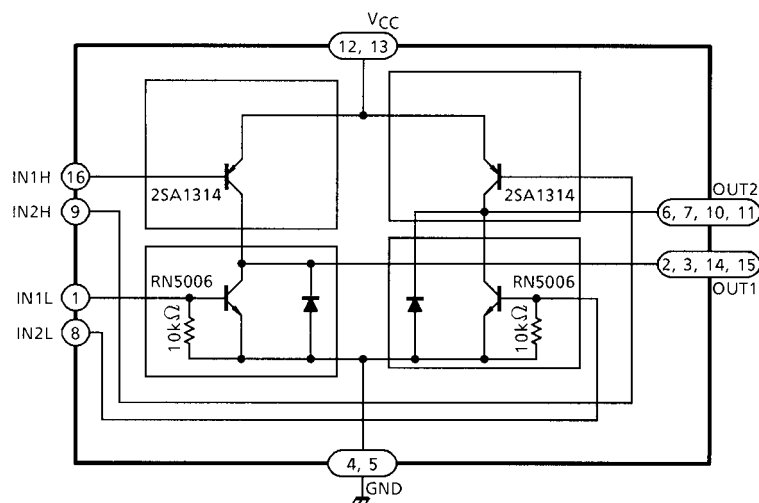 VCC
12, 13
IN1H 16
2SA1314
2SA1314
IN2H 9
OUT2
6, 7, 10, 11
2, 3, 14, 15
OUT1
RN5006
RN5006
IN1L 1
10kΩ
10kΩ
IN2L 8
4, 5
GND